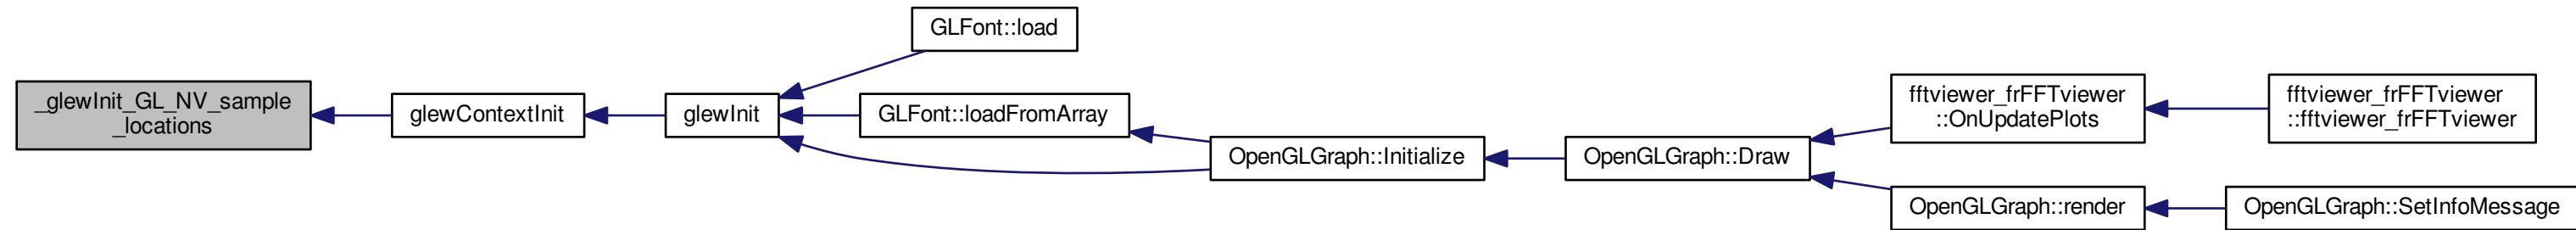 _glewInit_GL_NV_sample
_locations
glewContextInit
glewInit
GLFont::load
GLFont::loadFromArray
OpenGLGraph::Initialize
OpenGLGraph::Draw
fftviewer_frFFTviewer
::OnUpdatePlots
fftviewer_frFFTviewer
::fftviewer_frFFTviewer
OpenGLGraph::render
OpenGLGraph::SetInfoMessage